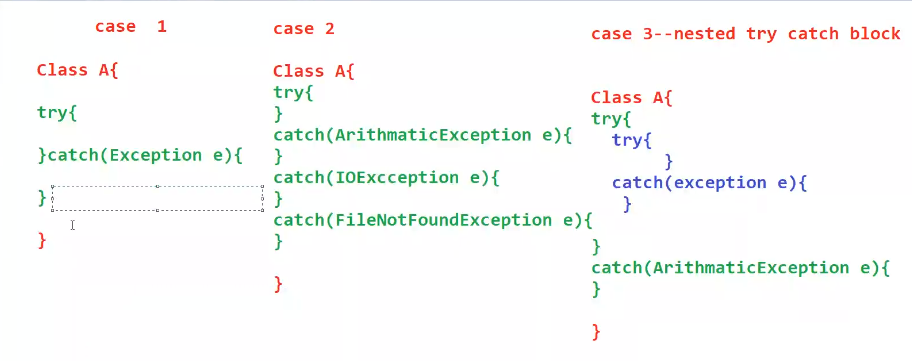 case 1
Class A{
try{
}catch(Exception e){
}
}
case 2
Class A{
try{
}
catch(ArithmaticException e){
}
catch(IOExcception e){
}
catch(FileNotFoundException e){
}
}
case 3--nested try catch block
Class A{
try{
try{
}
catch(exception e){
}
}
catch(ArithmaticException e){
}
}